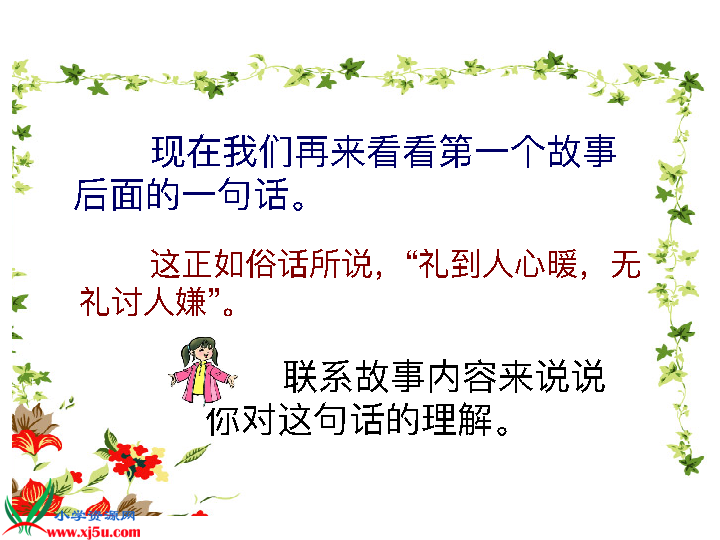 现在我们再来看看第一个故事
后面的一句话。
这正如俗话所说，“礼到人心暖，无
礼讨人嫌”。
联系故事内容来说说
你对这句话的理解。
小学资源网
www.xj5u.com